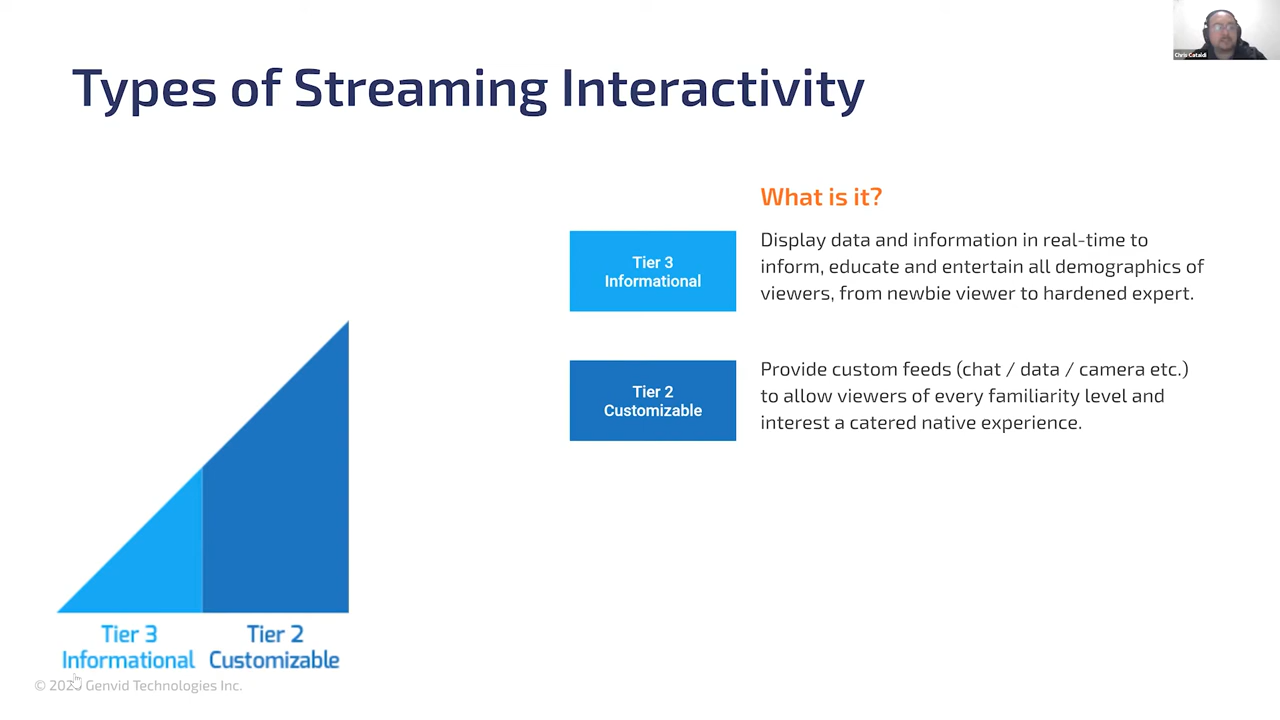 Chris Cataldi
Types of Streaming Interactivity
What is it?
Tier 3
Informational
Display data and information in real-time to
inform, educate and entertain all demographics of
viewers, from newbie viewer to hardened expert.
Tier 2
Customizable
Provide custom feeds (chat / data / camera etc.)
to allow viewers of every familiarity level and
interest a catered native experience.
Tier 3
Informational
Tier 2
Customizable
© Genvid Technologies Inc.